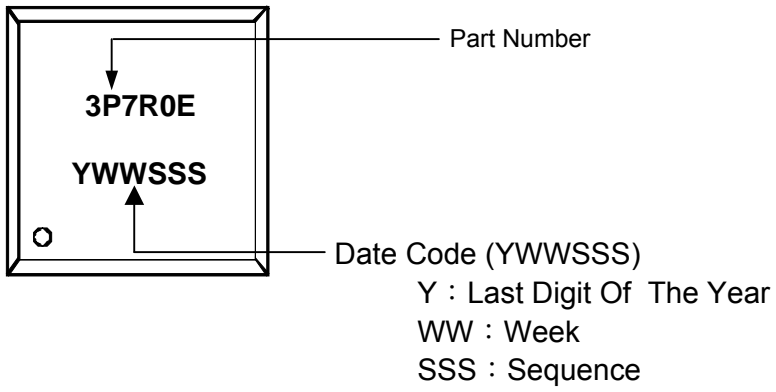 Part Number
3P7R0E
YWWSSS
Date Code (YWWSSS)
Y：Last Digit Of The Year
WW：Week
SSS：Sequence